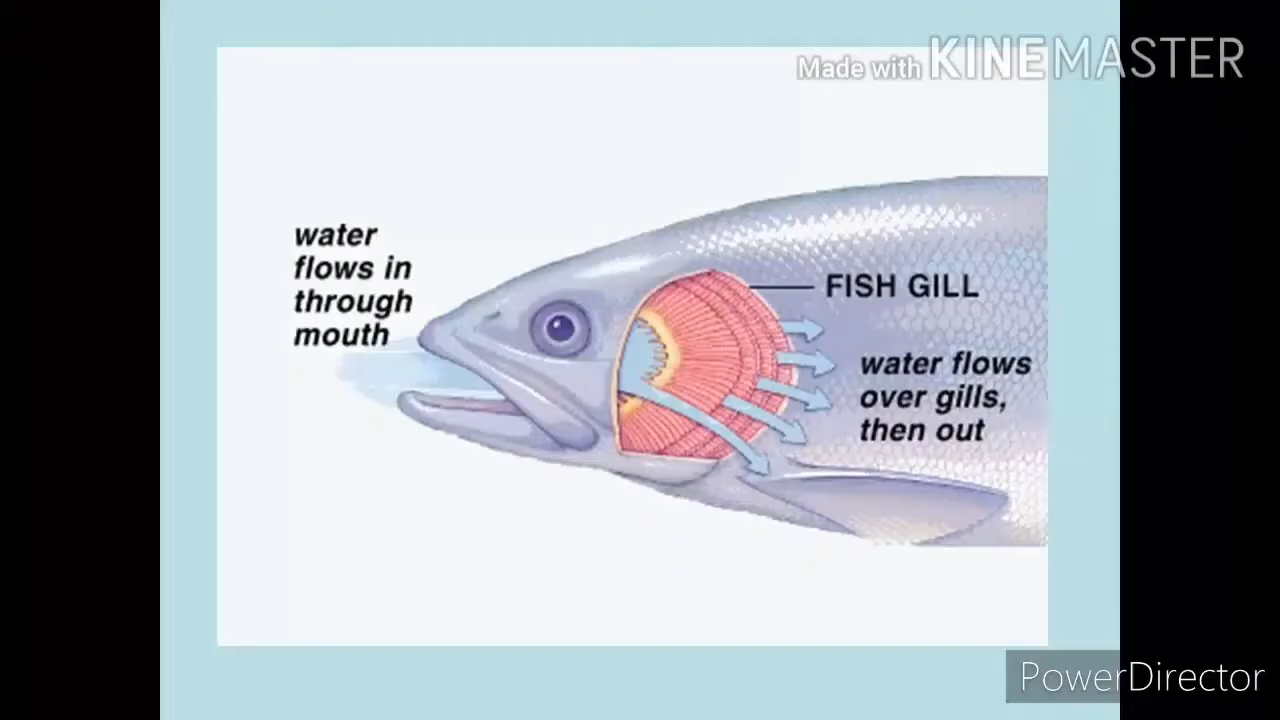 Made with KINEMASTER
water
flows in
through
mouth
FISH GILL
water flows
over gills,
then out
PowerDirector